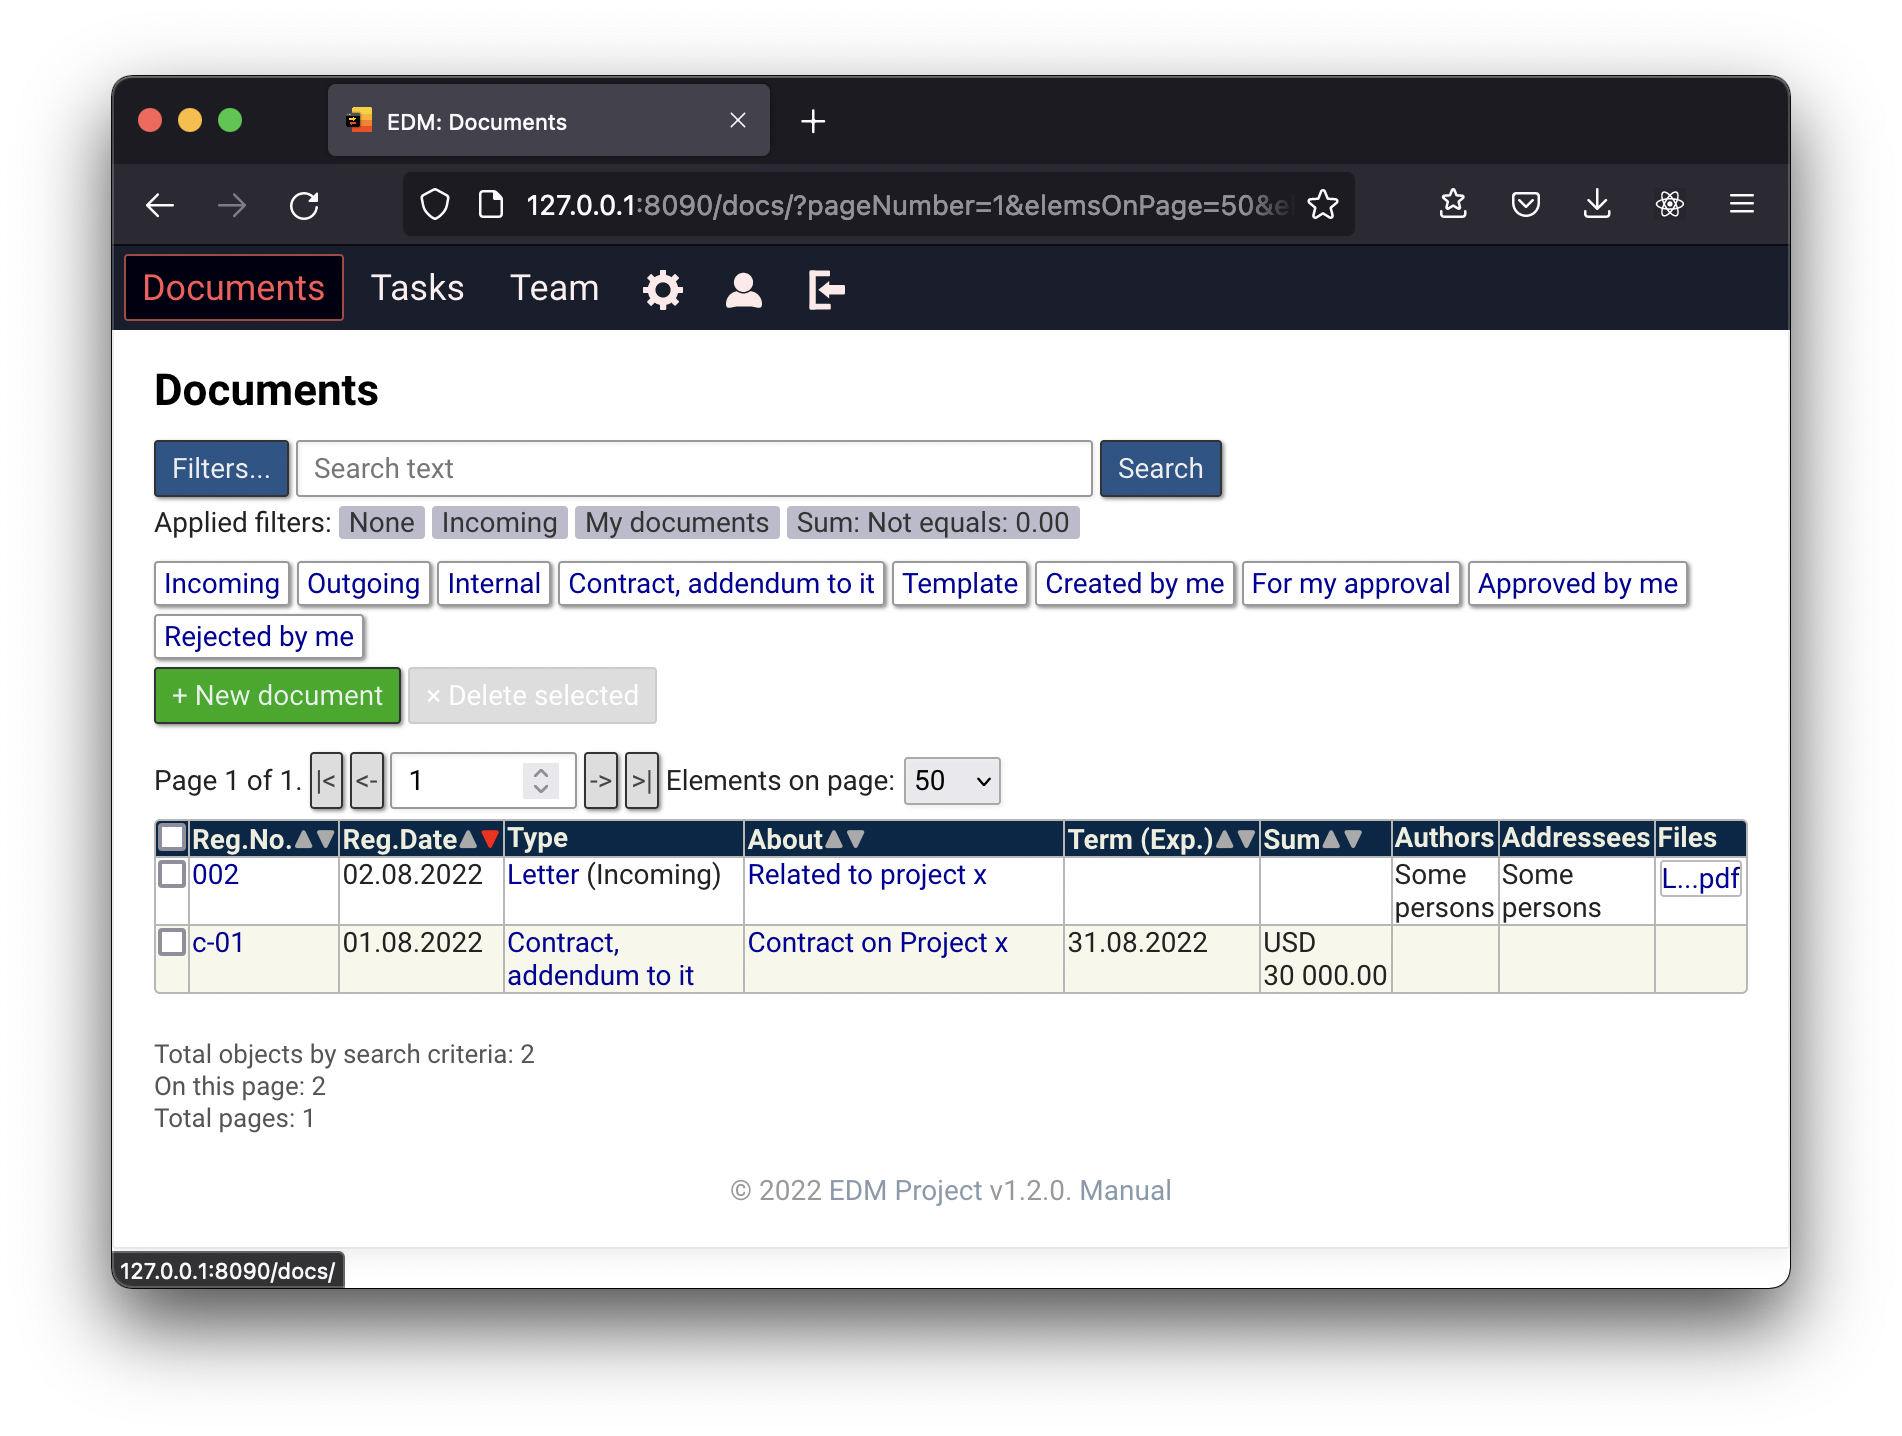 EDM: Documents
127.0.0.1:8090/docs/?pageNumber=1&elemsOnPage=50&e
Documents Tasks Team
Documents
Filters... Search text Search
Applied filters: None Incoming My documents Sum: Not equals: 0.00
Incoming Outgoing Internal Contract, addendum to it Template Created by me For my approval Approved by me
Rejected by me
+ New document × Delete selected
Page 1 of 1. |< <- 1 -> >| Elements on page: 50
Reg.No. Reg.Date Type About Term (Exp.) Sum Authors Addressees Files
002 02.08.2022 Letter (Incoming) Related to project x Some Some L...pdf
persons persons
c-01 01.08.2022 Contract, Contract on Project x 31.08.2022 USD
addendum to it 30 000.00
Total objects by search criteria: 2
On this page: 2
Total pages: 1
© 2022 EDM Project v1.2.0. Manual
127.0.0.1:8090/docs/